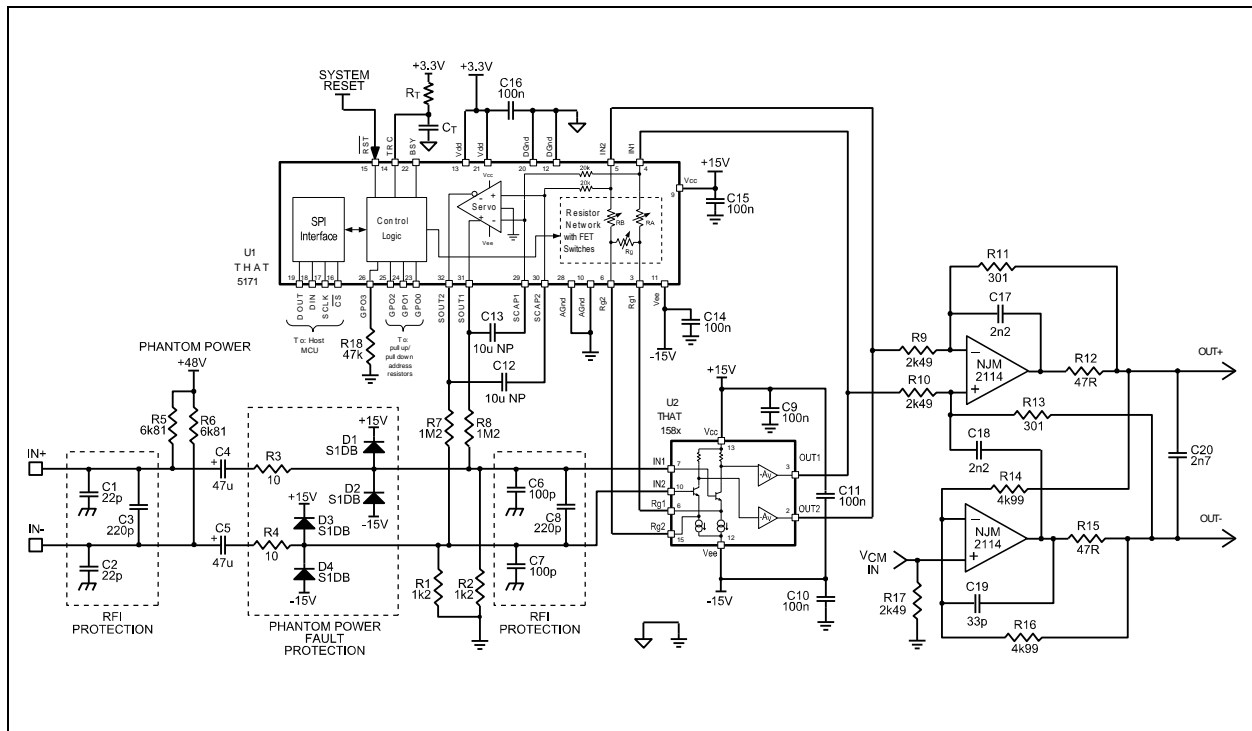 SYSTEM
RESET
+3.3V
RT
CT
+3.3V
C16
100n
RST
TRC
BSY
Vdd
Vdd
DGnd
DGnd
IN2
IN1
15
14
22
13
21
20
12
5
4
+15V
Vcc
9
C15
100n
U1
THAT
5171
SPI
Interface
Control
Logic
Vcc
Servo
Vee
20k
20k
Resistor
Network
with FET
Switches
RB
RA
Rg
19
18
17
16
26
25
24
23
32
31
29
30
28
10
6
3
11
DOUT
DIN
SCLK
CS
GPO3
GPO2
GPO1
GPO0
SOUT2
SOUT1
SCAP1
SCAP2
AGnd
AGnd
Rg2
Rg1
Vee
To: Host
MCU
R18
47k
To:
pull up/
pull down
address
resistors
C13
10u NP
C12
10u NP
C14
100n
-15V
PHANTOM POWER
+48V
R5
6k81
R6
6k81
IN+
IN-
C1
22p
C3
220p
C2
22p
RFI
PROTECTION
C4
+
47u
C5
+
47u
R3
10
R4
10
+15V
D1
S1DB
D2
S1DB
-15V
+15V
D3
S1DB
D4
S1DB
-15V
PHANTOM POWER
FAULT
PROTECTION
R7
1M2
R8
1M2
R1
1k2
R2
1k2
C6
100p
C8
220p
C7
100p
RFI
PROTECTION
U2
THAT
158x
+15V
C9
100n
Vcc
13
IN1
7
IN2
10
Rg1
6
Rg2
15
-Av
-Av
OUT1
3
OUT2
2
12
Vee
C11
100n
-15V
C10
100n
R9
2k49
R10
2k49
R11
301
C17
2n2
NJM
2114
R12
47R
R13
301
C18
2n2
R14
4k99
NJM
2114
R15
47R
C19
33p
R16
4k99
VCM
IN
R17
2k49
C20
2n7
OUT+
OUT-